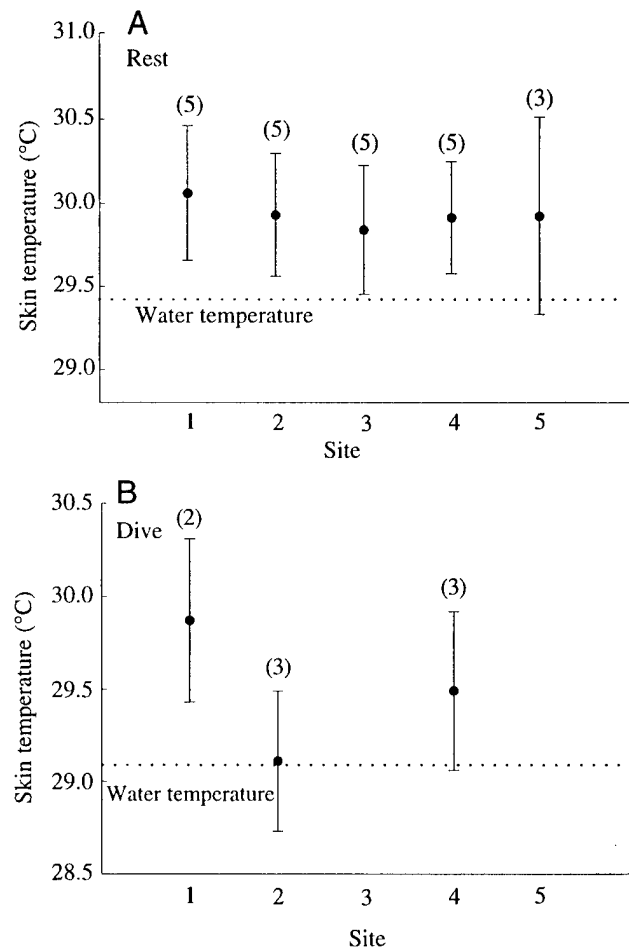 A
Rest
31.0
30.5
30.0
29.5
29.0
Skin temperature (°C)
(5)
(5)
(5)
(5)
(3)
Water temperature
1 2 3 4 5
Site
B
Dive
30.5
30.0
29.5
29.0
28.5
Skin temperature (°C)
(2)
(3)
(3)
Water temperature
1 2 3 4 5
Site